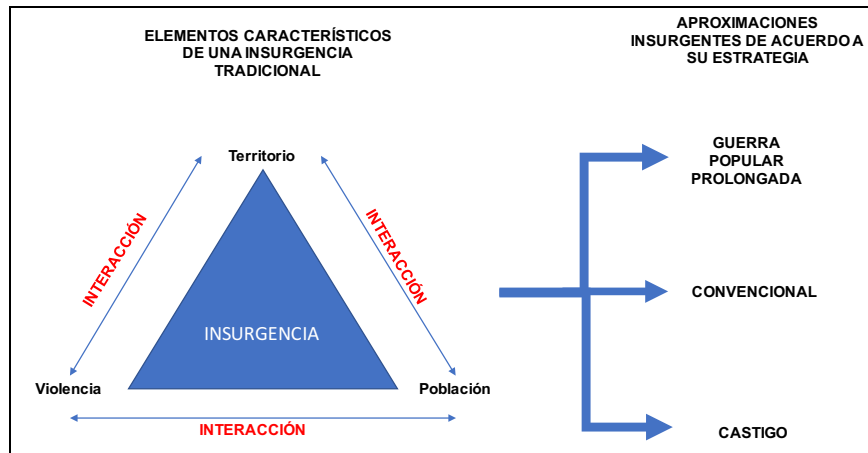 ELEMENTOS CARACTERÍSTICOS
DE UNA INSURGENCIA
TRADICIONAL
Territorio
INTERACCIÓN
INTERACCIÓN
INSURGENCIA
Violencia
Población
INTERACCIÓN
APROXIMACIONES
INSURGENTES DE ACUERDO A
SU ESTRATEGIA
GUERRA
POPULAR
PROLONGADA
CONVENCIONAL
CASTIGO